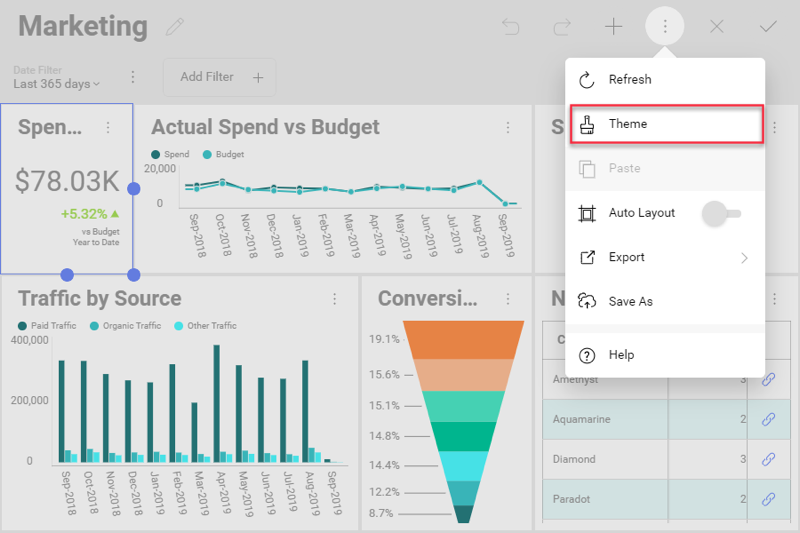 Marketing
Date Filter
Last 365 days
Add Filter
Refresh
Theme
Paste
Auto Layout
Export
Save As
Help
Spen...
$78.03K
+5.32%
vs Budget
Year to Date
Actual Spend vs Budget
Spend
Budget
20,000
0
Sep-2018
Oct-2018
Nov-2018
Dec-2018
Jan-2019
Feb-2019
Mar-2019
Apr-2019
May-2019
Jun-2019
Jul-2019
Aug-2019
Sep-2019
S
Traffic by Source
Paid Traffic
Organic Traffic
Other Traffic
400,000
200,000
0
Sep-2018
Oct-2018
Nov-2018
Dec-2018
Jan-2019
Feb-2019
Mar-2019
Apr-2019
May-2019
Jun-2019
Jul-2019
Aug-2019
Sep-2019
Conversi...
19.1%
15.6%
15.1%
14.8%
14.4%
12.2%
8.7%
N
C
Amethyst 3
Aquamarine 2
Diamond 3
Paradot 2